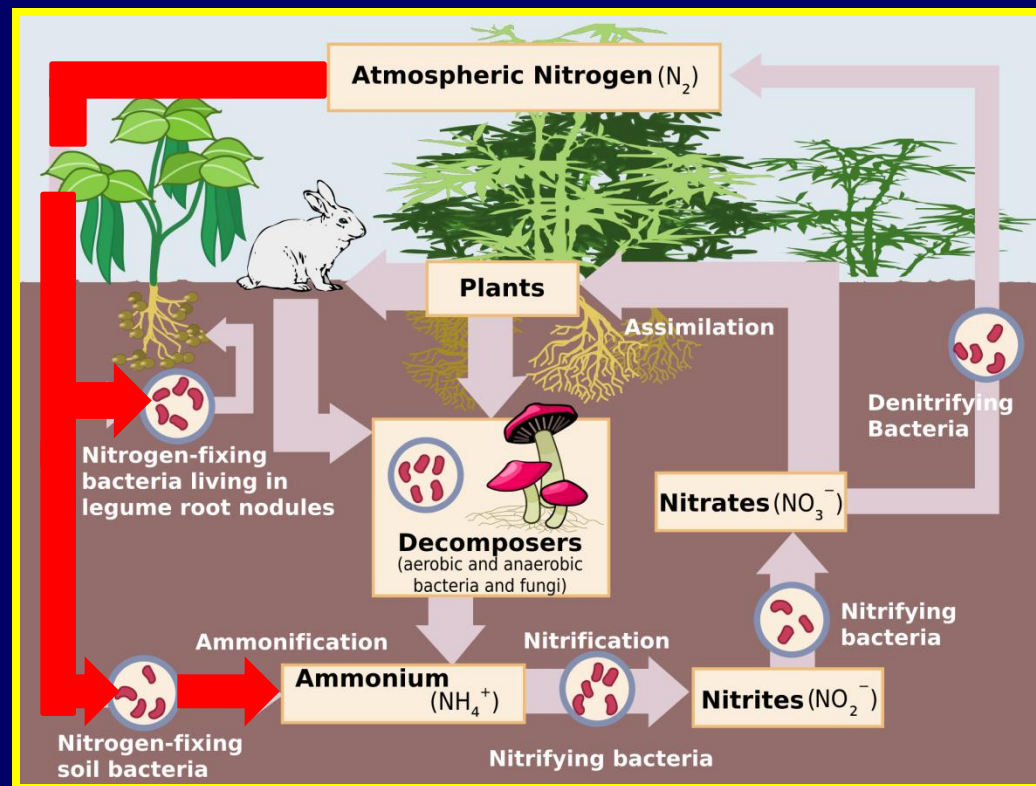 Atmospheric Nitrogen (N₂)
Plants
Assimilation
Denitrifying
Bacteria
Nitrogen-fixing
bacteria living in
legume root nodules
Nitrates (NO₃⁻)
Decomposers
(aerobic and anaerobic
bacteria and fungi)
Nitrifying
bacteria
Ammonification
Nitrification
Ammonium
(NH₄⁺)
Nitrites (NO₂⁻)
Nitrogen-fixing
soil bacteria
Nitrifying bacteria